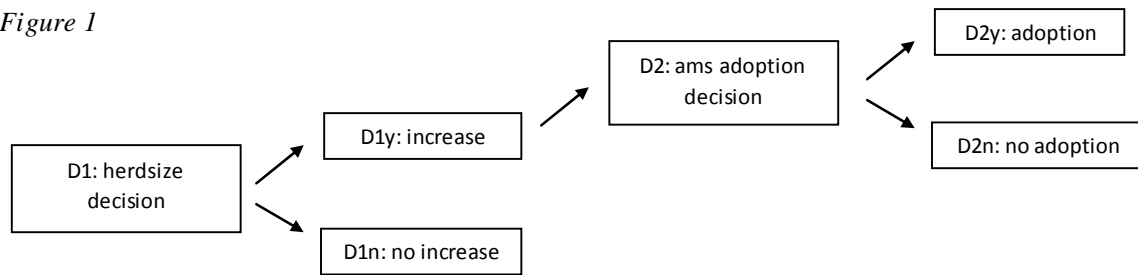 Figure 1
D1: herdsize
decision
D1y: increase
D1n: no increase
D2: ams adoption
decision
D2y: adoption
D2n: no adoption